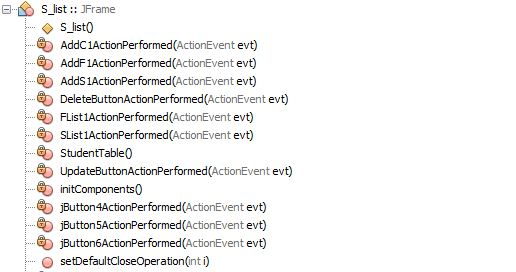 S_list :: JFrame
S_list()
AddC1ActionPerformed(ActionEvent evt)
AddF1ActionPerformed(ActionEvent evt)
AddS1ActionPerformed(ActionEvent evt)
DeleteButtonActionPerformed(ActionEvent evt)
FList1ActionPerformed(ActionEvent evt)
SList1ActionPerformed(ActionEvent evt)
StudentTable()
UpdateButtonActionPerformed(ActionEvent evt)
initComponents()
jButton4ActionPerformed(ActionEvent evt)
jButton5ActionPerformed(ActionEvent evt)
jButton6ActionPerformed(ActionEvent evt)
setDefaultCloseOperation(int i)